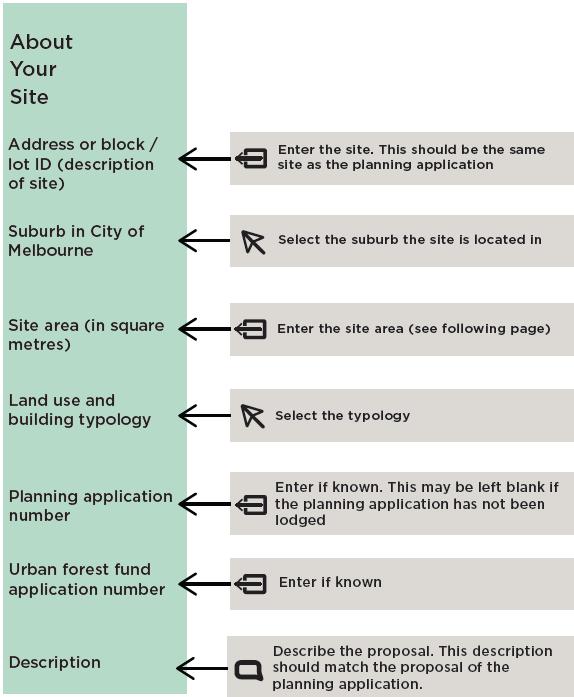 About
Your
Site
Address or block /
lot ID (description
of site)
Enter the site. This should be the same
site as the planning application
Suburb in City of
Melbourne
Select the suburb the site is located in
Site area (in square
metres)
Enter the site area (see following page)
Land use and
building typology
Select the typology
Planning application
number
Enter if known. This may be left blank if
the planning application has not been
lodged
Urban forest fund
application number
Enter if known
Description
Describe the proposal. This description
should match the proposal of the
planning application.